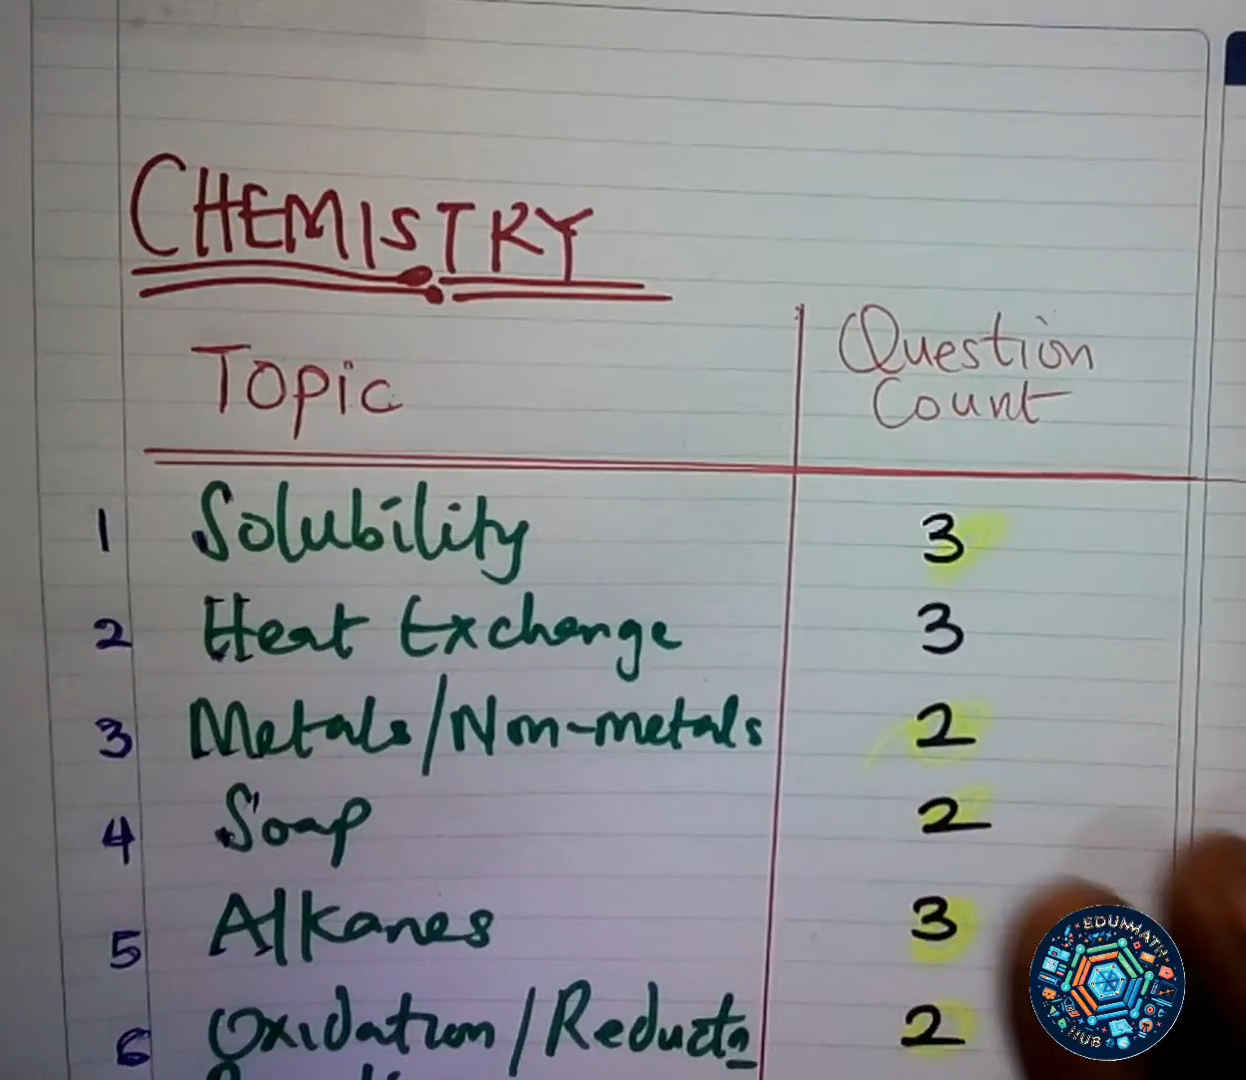 CHEMISTRY
Topic
Question
Count
1 Solubility 3
2 Heat Exchange 3
3 Metals/Non-metals 2
4 Soap 2
5 Alkanes 3
6 Oxidation/Reductn 2
EDUMMATH
HUB